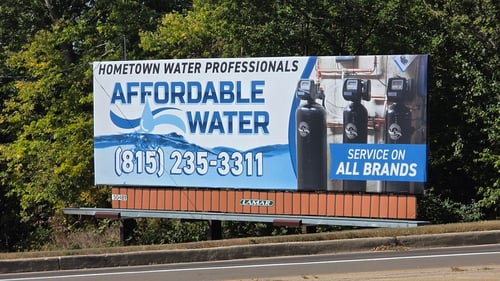 HOMETOWN WATER PROFESSIONALS
AFFORDABLE
WATER
(815) 235-3311
SERVICE ON
ALL BRANDS
LAMAR